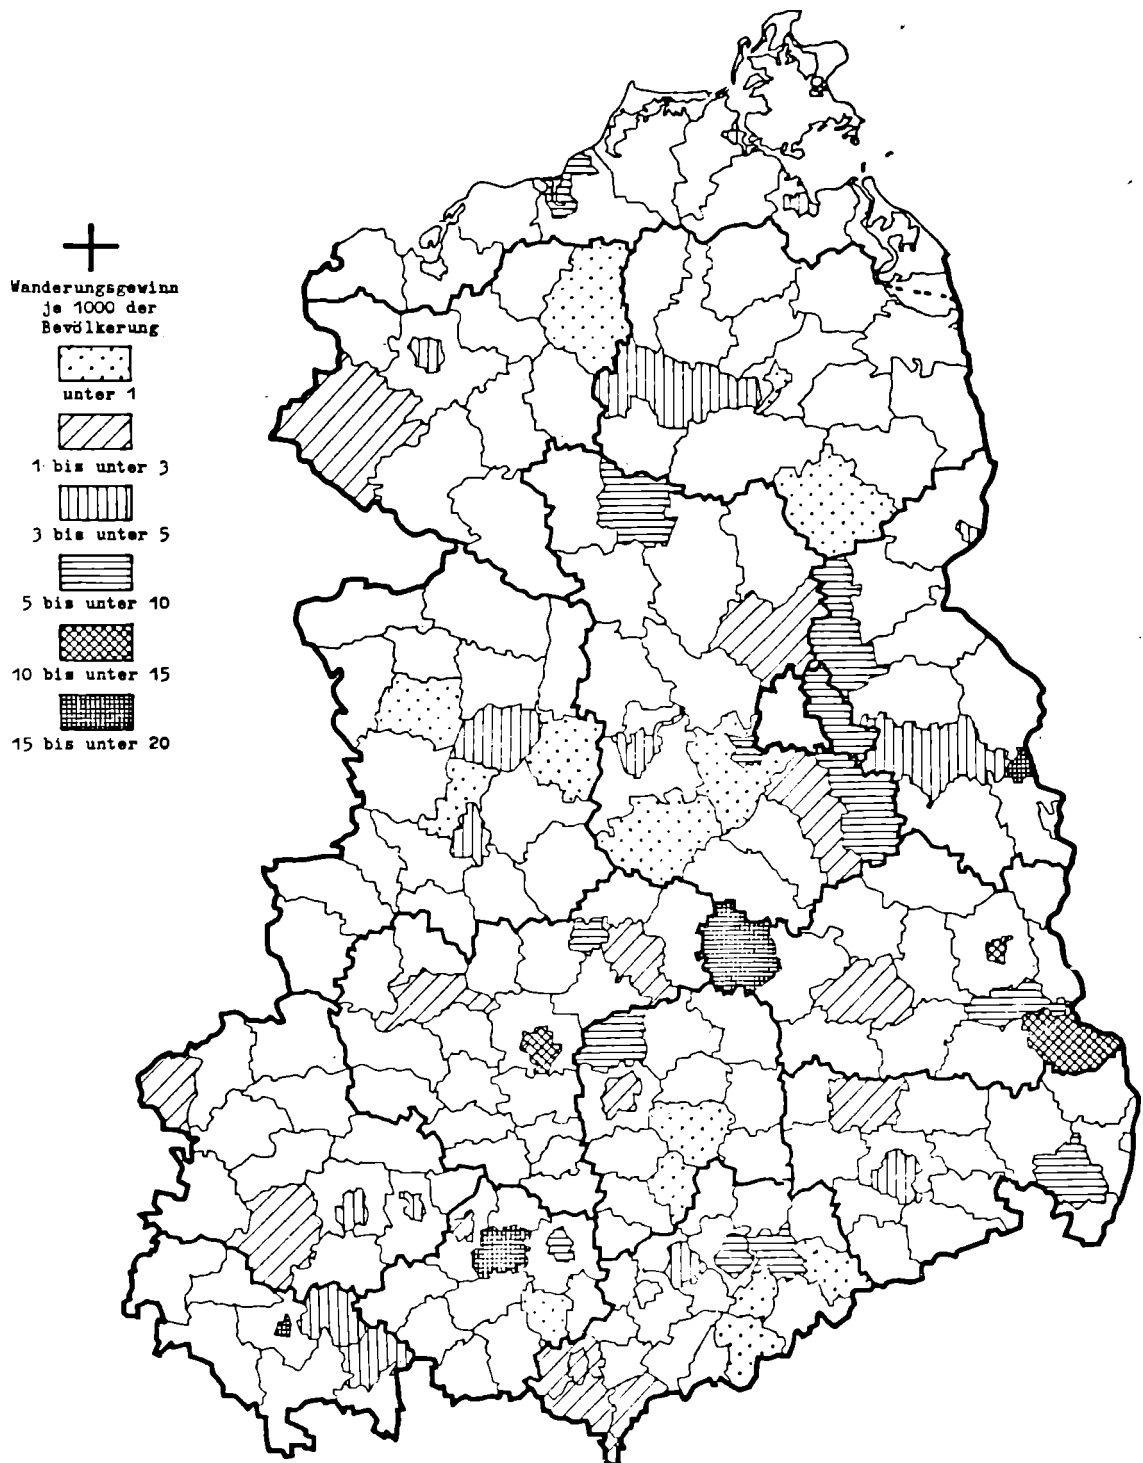 Wanderungsgewinn
je 1000 der
Bevölkerung
unter 1
1 bis unter 3
3 bis unter 5
5 bis unter 10
10 bis unter 15
15 bis unter 20